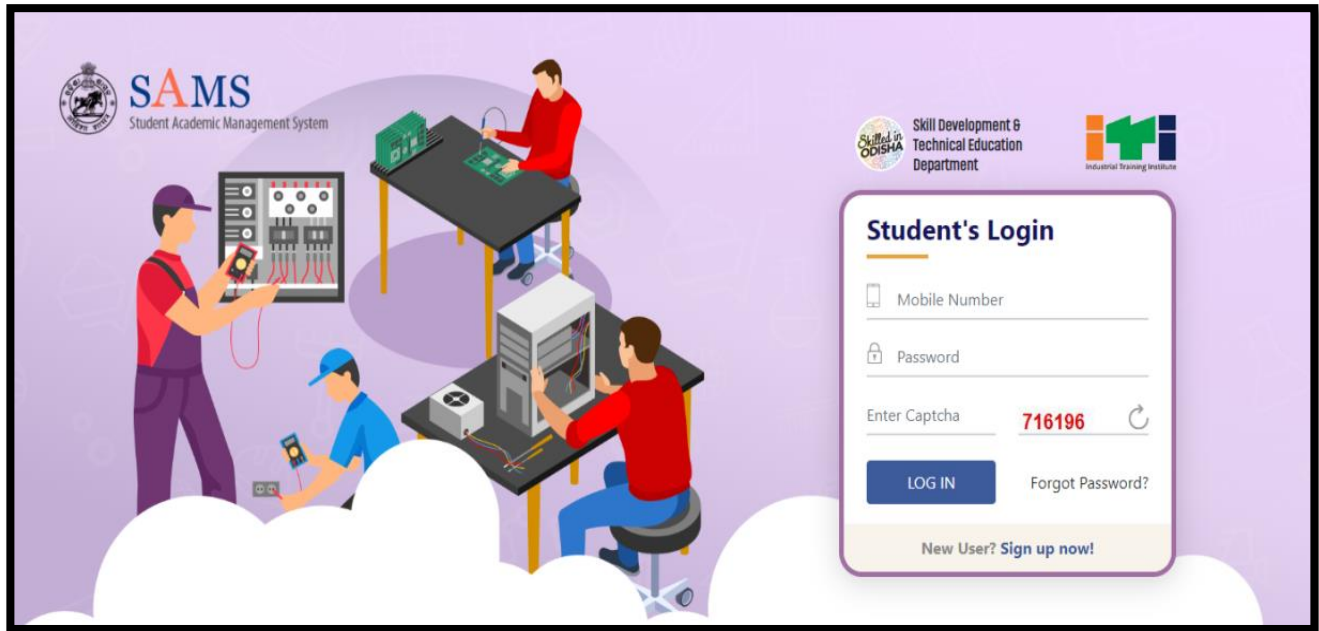 SAMS
Student Academic Management System
Skilled in
ODISHA
Skill Development &
Technical Education
Department
iti
Industrial Training Institute
Student's Login
Mobile Number
Password
Enter Captcha
716196
LOG IN
Forgot Password?
New User? Sign up now!